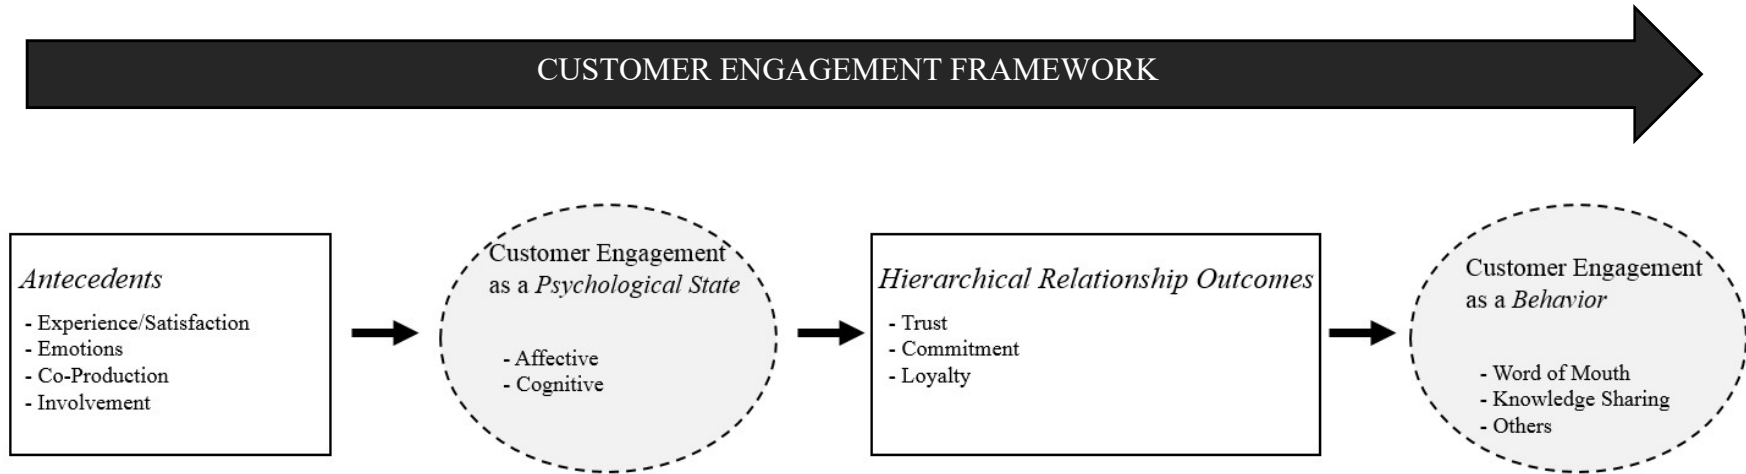 CUSTOMER ENGAGEMENT FRAMEWORK
Antecedents
- Experience/Satisfaction
- Emotions
- Co-Production
- Involvement
Customer Engagement
as a Psychological State
- Affective
- Cognitive
Hierarchical Relationship Outcomes
- Trust
- Commitment
- Loyalty
Customer Engagement
as a Behavior
- Word of Mouth
- Knowledge Sharing
- Others